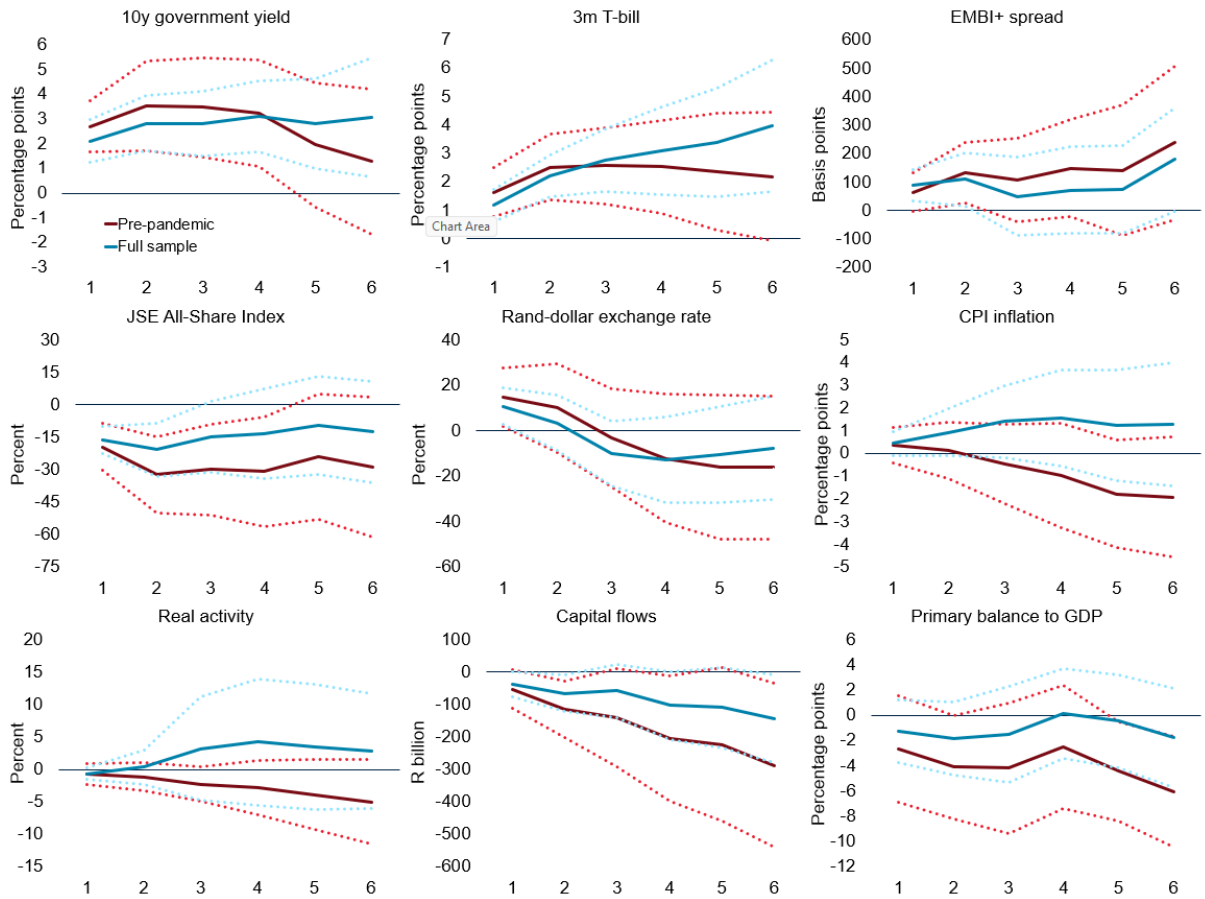 10y government yield
Percentage points
6
5
4
3
2
1
0
-1
-2
-3
Pre-pandemic
Full sample
1 2 3 4 5 6
3m T-bill
Percentage points
7
6
5
4
3
2
1
0
-1
Chart Area
1 2 3 4 5 6
EMBI+ spread
Basis points
600
500
400
300
200
100
0
-100
-200
1 2 3 4 5 6
JSE All-Share Index
Percent
30
15
0
-15
-30
-45
-60
-75
1 2 3 4 5 6
Rand-dollar exchange rate
Percent
40
20
0
-20
-40
-60
1 2 3 4 5 6
CPI inflation
Percentage points
5
4
3
2
1
0
-1
-2
-3
-4
-5
1 2 3 4 5 6
Real activity
Percent
20
15
10
5
0
-5
-10
-15
1 2 3 4 5 6
Capital flows
R billion
100
0
-100
-200
-300
-400
-500
-600
1 2 3 4 5 6
Primary balance to GDP
Percentage points
6
4
2
0
-2
-4
-6
-8
-10
-12
1 2 3 4 5 6